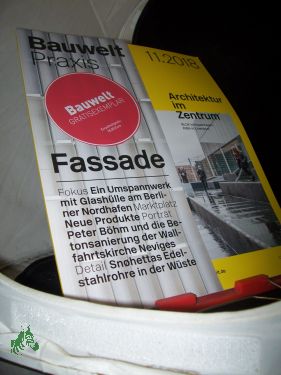 Bauwelt
Praxis
11.2018
Bauwelt
GRATISEXEMPLAR
Architektur
im
Zentrum
Fassade
Fokus Ein Umspannwerk
mit Glashülle am Berli-
ner Nordhafen Marktplatz
Neue Produkte Porträt
Peter Böhm und die Be-
tonsanierung der Wall-
fahrtskirche Neviges
Detail Snøhettas Edel-
stahlrohre in der Wüste